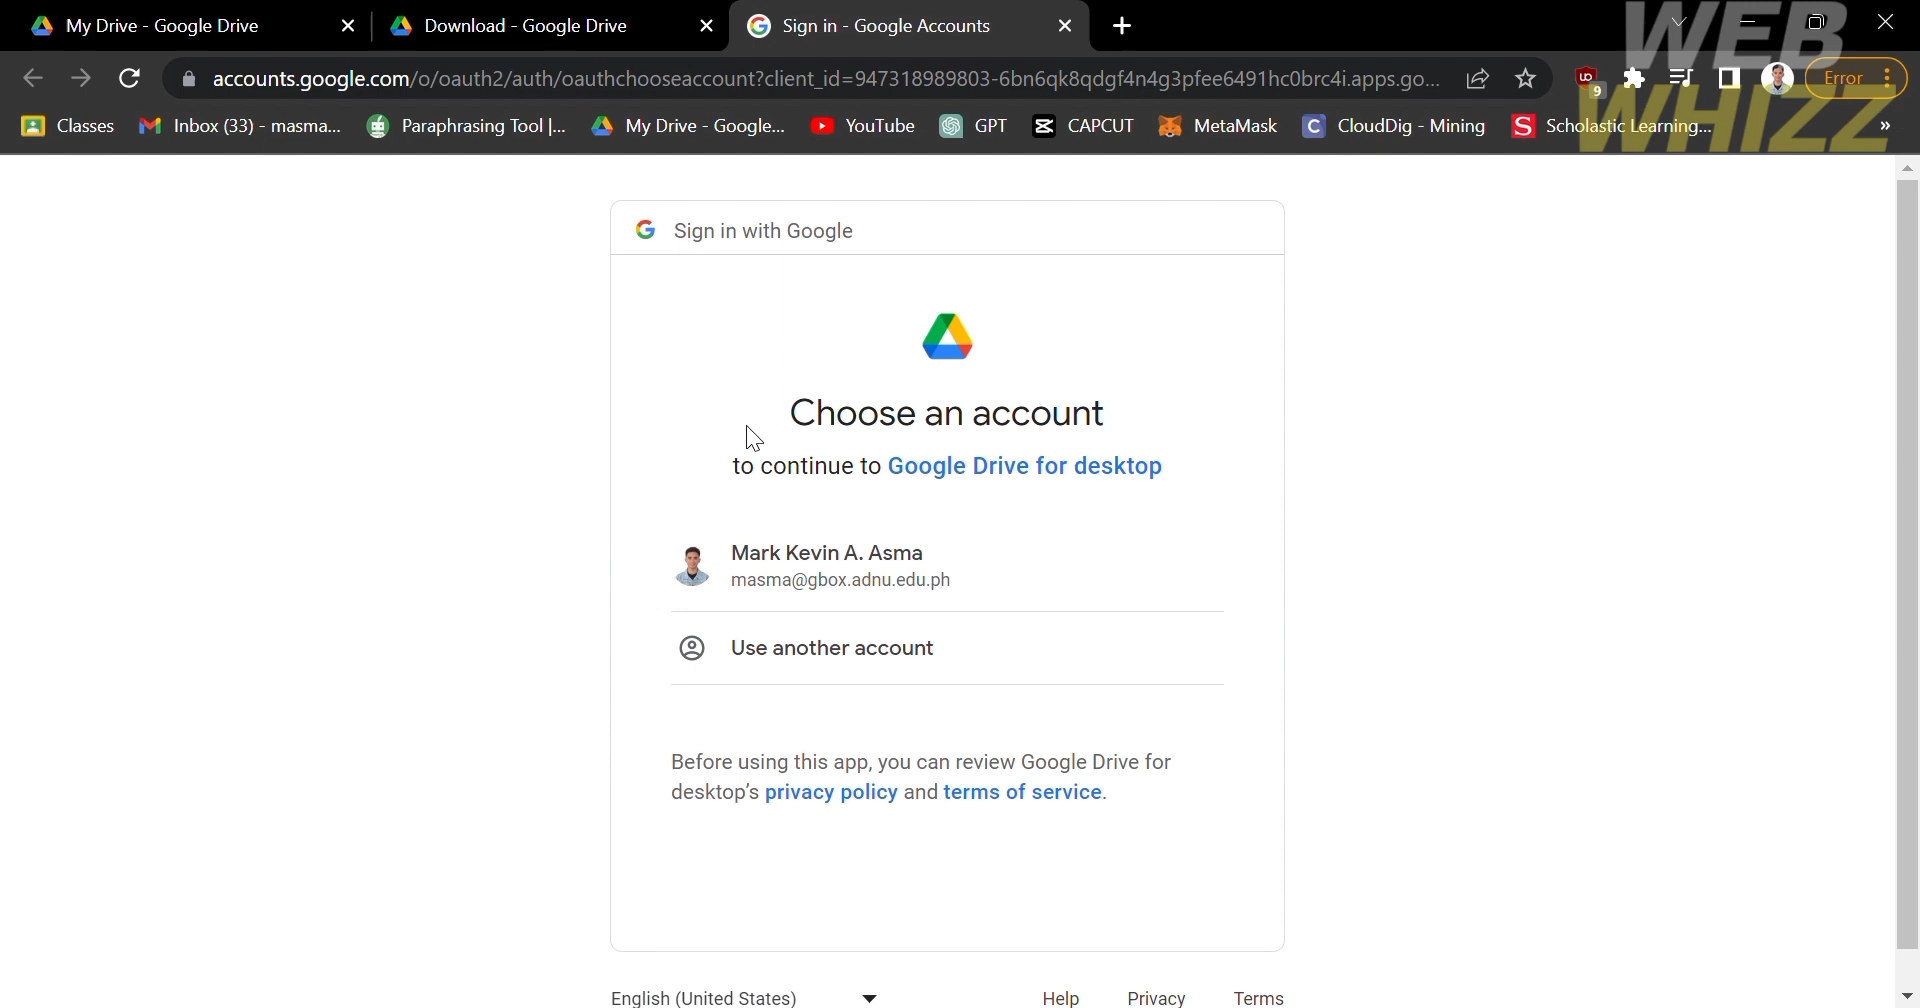 My Drive - Google Drive
Download - Google Drive
Sign in - Google Accounts
accounts.google.com/o/oauth2/auth/oauthchooseaccount?client_id=947318989803-6bn6qk8qdgf4n4g3pfee6491hc0brc4i.apps.go...
9
Error
WEB
WHIZZ
Classes
Inbox (33) - masma...
Paraphrasing Tool |...
My Drive - Google...
YouTube
GPT
CAPCUT
MetaMask
CloudDig - Mining
Scholastic Learning...
Sign in with Google
Choose an account
to continue to Google Drive for desktop
Mark Kevin A. Asma
masma@gbox.adnu.edu.ph
Use another account
Before using this app, you can review Google Drive for
desktop's privacy policy and terms of service.
English (United States)
Help
Privacy
Terms